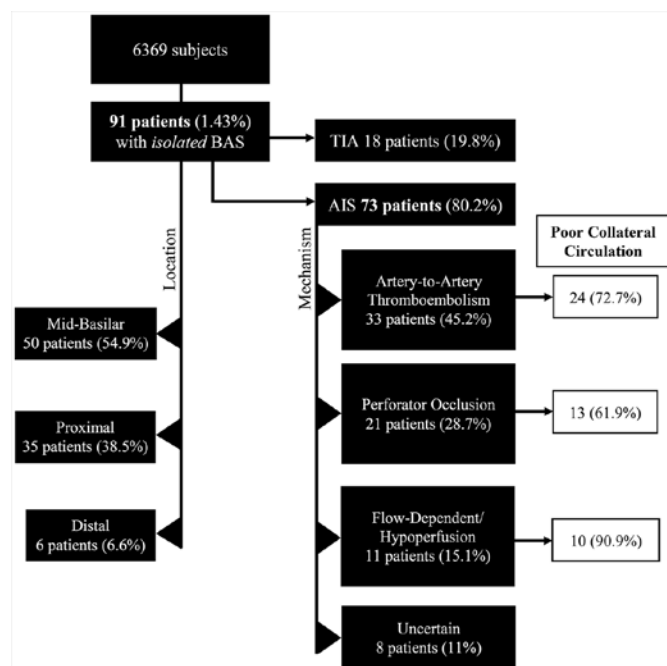 6369 subjects
91 patients (1.43%)
with isolated BAS
TIA 18 patients (19.8%)
AIS 73 patients (80.2%)
Location
Mid-Basilar
50 patients (54.9%)
Proximal
35 patients (38.5%)
Distal
6 patients (6.6%)
Mechanism
Poor Collateral
Circulation
Artery-to-Artery
Thromboembolism
33 patients (45.2%)
24 (72.7%)
Perforator Occlusion
21 patients (28.7%)
13 (61.9%)
Flow-Dependent/
Hypoperfusion
11 patients (15.1%)
10 (90.9%)
Uncertain
8 patients (11%)